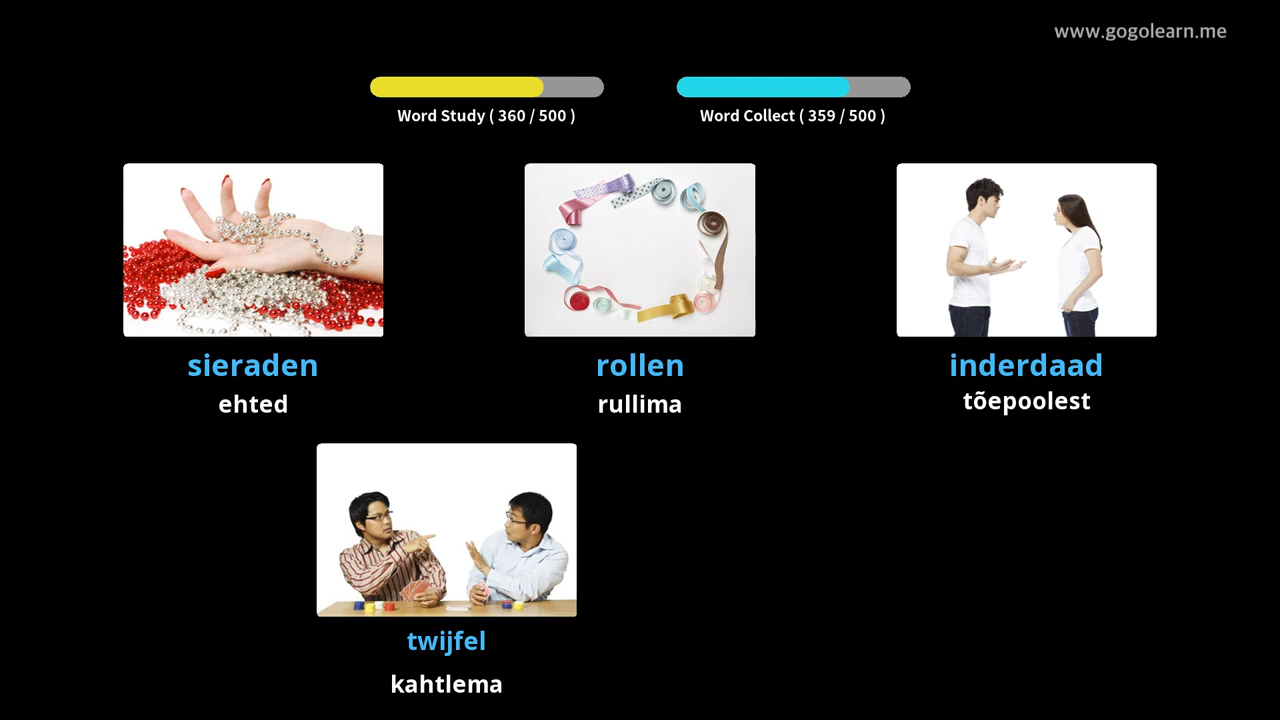 www.gogolearn.me
Word Study ( 360 / 500 )
Word Collect ( 359 / 500 )
sieraden
ehted
rollen
rullima
inderdaad
tõepoolest
twijfel
kahtlema